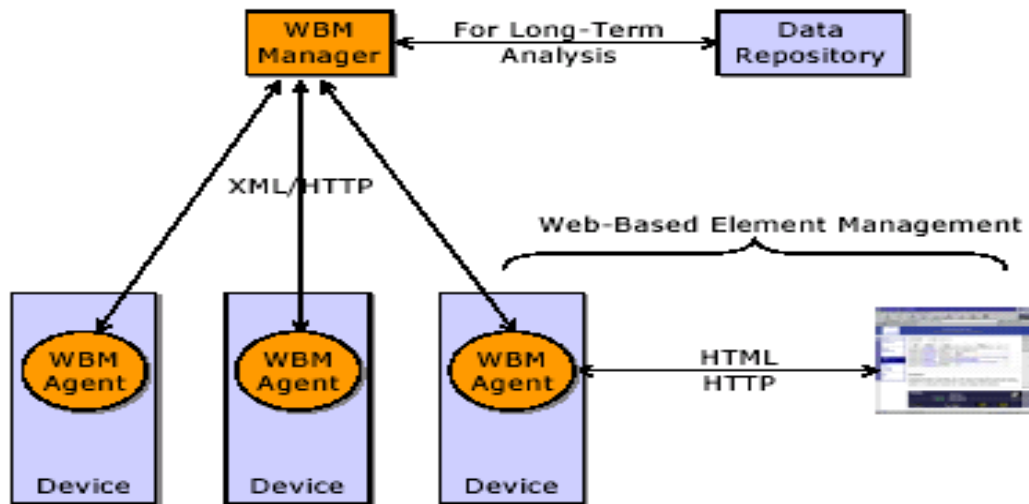 WBM
Manager
For Long-Term
Analysis
Data
Repository
XML/HTTP
Web-Based Element Management
WBM
Agent
WBM
Agent
WBM
Agent
HTML
HTTP
Device
Device
Device